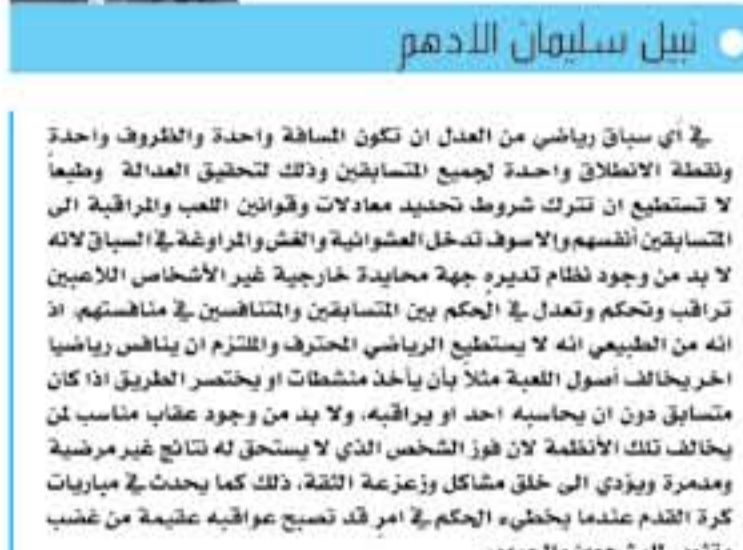 نبيل سليمان اللدهم
في أي سباق رياضي من العدل ان تكون المسافة واحدة والظروف واحدة
ونقطة الانطلاق واحدة لجميع المتسابقين وذلك لتحقيق العدالة وطبعاً
لا تستطيع ان تترك شروط تحديد معادلات وقوانين اللعب والمراقبة الى
المتسابقين أنفسهم وإلا سوف تدخل العشوائية والغش والمراوغة في السباق لانه
لا بد من وجود نظام تديره جهة محايدة خارجية غير الأشخاص اللاعبين
تراقب وتحكم وتعدل في الحكم بين المتسابقين والمتنافسين في منافستهم. اذ
انه من الطبيعي انه لا يستطيع الرياضي المحترف والملتزم ان ينافس رياضيا
اخر يخالف أصول اللعبة مثلاً بأن يأخذ منشطات او يختصر الطريق اذا كان
متسابق دون ان يحاسبه احد او يراقبه، ولا بد من وجود عقاب مناسب لمن
يخالف تلك الأنظمة لان فوز الشخص الذي لا يستحق له نتائج غير مرضية
ومدمرة ويؤدي الى خلق مشاكل وزعزعة الثقة، ذلك كما يحدث في مباريات
كرة القدم عندما يخطيء الحكم في امر قد تصبح عواقبه عقيمة من غضب